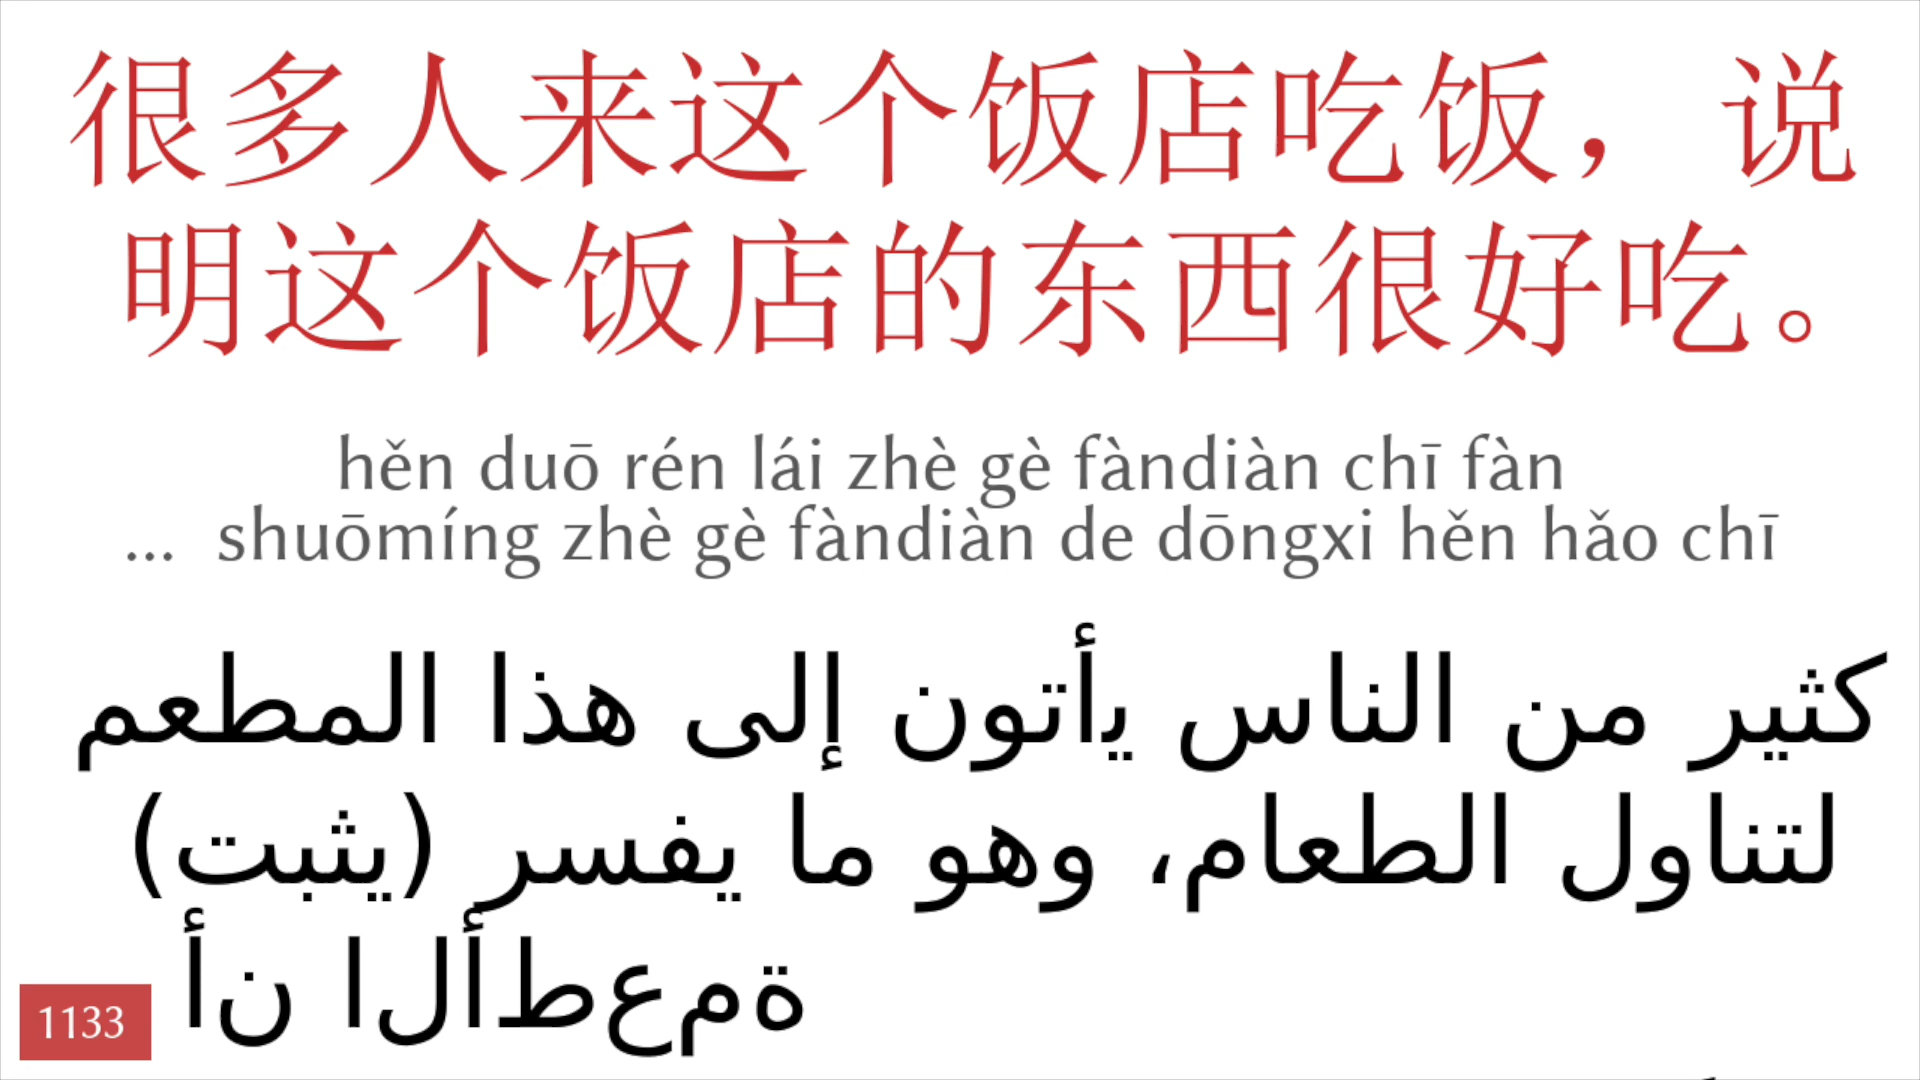 很多人来这个饭店吃饭，说
明这个饭店的东西很好吃。
hěn duō rén lái zhè gè fàndiàn chī fàn
... shuōmíng zhè gè fàndiàn de dōngxi hěn hǎo chī
كثير من الناس يأتون إلى هذا المطعم
لتناول الطعام، وهو ما يفسر (يثبت)
أن الأطعمة
1133